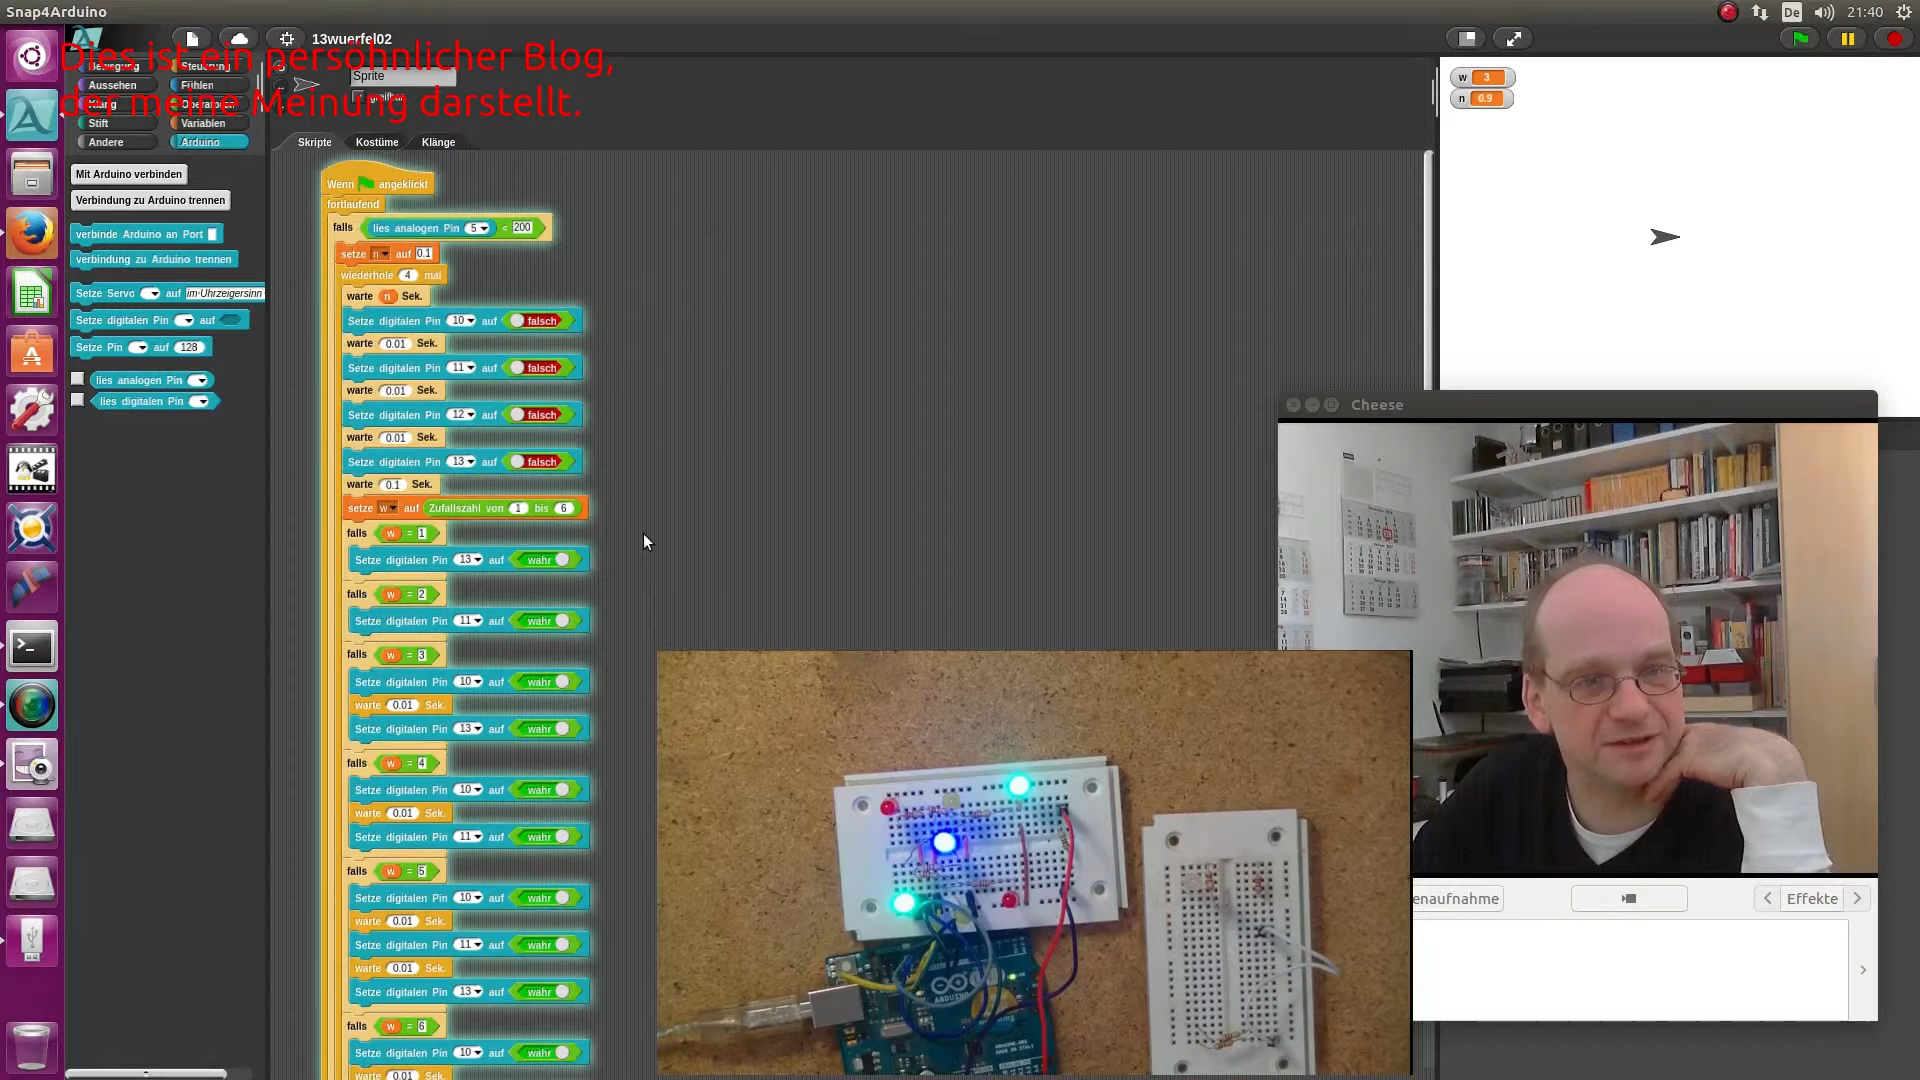 Snap4Arduino
De
21:40
13wuerfel02
Dies ist ein persöhnlicher Blog,
der meine Meinung darstellt.
Bewegung
Steuerung
Aussehen
Fühlen
Klang
Operatoren
Stift
Variablen
Andere
Arduino
Sprite
Skripte
Kostüme
Klänge
Mit Arduino verbinden
Verbindung zu Arduino trennen
verbinde Arduino an Port
verbindung zu Arduino trennen
Setze Servo auf im-Uhrzeigersinn
Setze digitalen Pin auf
Setze Pin auf 128
lies analogen Pin
lies digitalen Pin
Wenn angeklickt
fortlaufend
falls lies analogen Pin 5 < 200
setze n auf 0.1
wiederhole 4 mal
warte n Sek.
Setze digitalen Pin 10 auf falsch
warte 0.01 Sek.
Setze digitalen Pin 11 auf falsch
warte 0.01 Sek.
Setze digitalen Pin 12 auf falsch
warte 0.01 Sek.
Setze digitalen Pin 13 auf falsch
warte 0.1 Sek.
setze w auf Zufallszahl von 1 bis 6
falls w = 1
Setze digitalen Pin 13 auf wahr
falls w = 2
Setze digitalen Pin 11 auf wahr
falls w = 3
Setze digitalen Pin 10 auf wahr
warte 0.01 Sek.
Setze digitalen Pin 13 auf wahr
falls w = 4
Setze digitalen Pin 10 auf wahr
warte 0.01 Sek.
Setze digitalen Pin 11 auf wahr
falls w = 5
Setze digitalen Pin 10 auf wahr
warte 0.01 Sek.
Setze digitalen Pin 11 auf wahr
warte 0.01 Sek.
Setze digitalen Pin 13 auf wahr
falls w = 6
Setze digitalen Pin 10 auf wahr
warte 0.01 Sek.
w 3
n 0.9
Cheese
enaufnahme
Effekte
ARDUINO